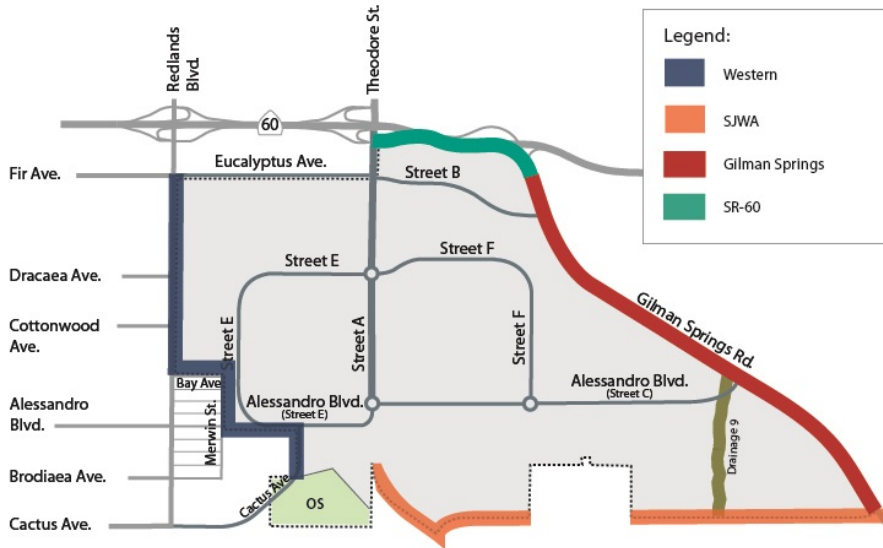 Redlands
Blvd.
Theodore St.
60
Legend:
Western
SJWA
Gilman Springs
SR-60
Fir Ave.
Eucalyptus Ave.
Street B
Dracaea Ave.
Street E
Street F
Cottonwood
Ave.
Street E
Street A
Street F
Gilman Springs Rd.
Bay Ave
Alessandro
Blvd.
Merwin St.
Alessandro Blvd.
(Street E)
Alessandro Blvd.
(Street C)
Drainage 9
Brodiaea Ave.
Cactus Ave.
OS
Cactus Ave.